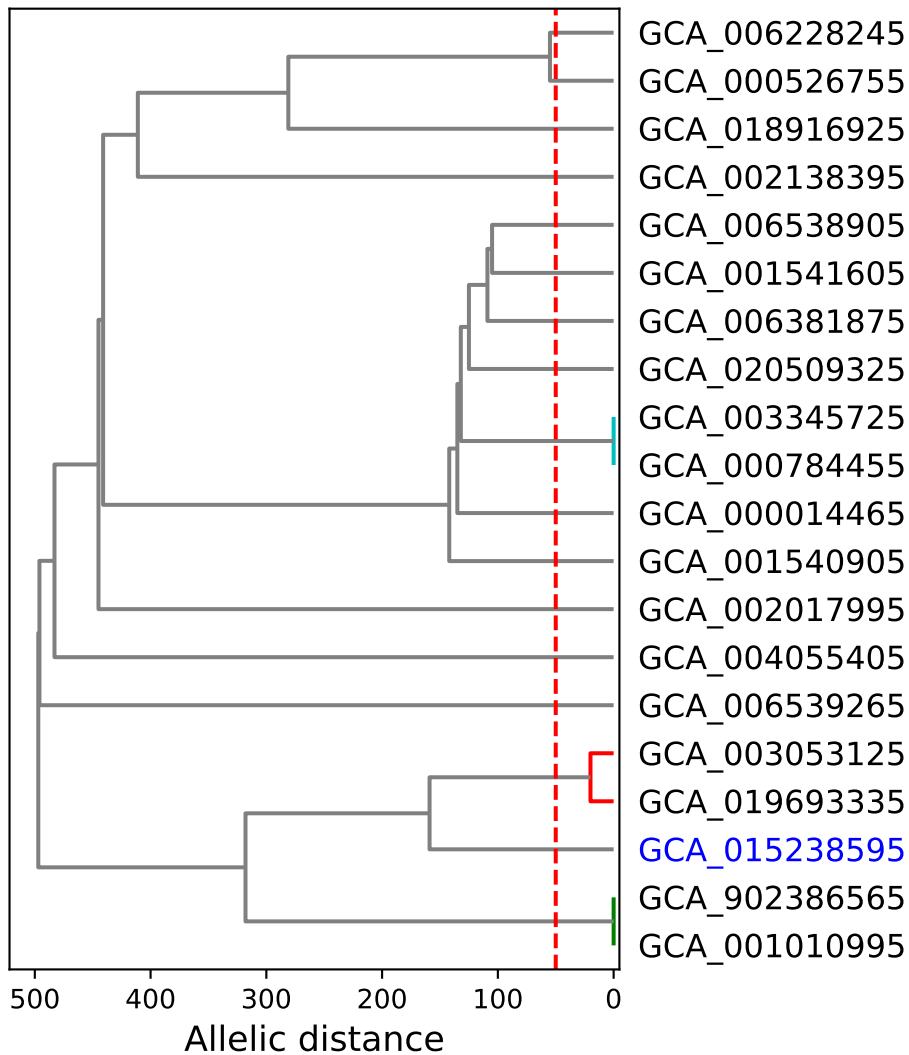 GCA_006228245
GCA_000526755
GCA_018916925
GCA_002138395
GCA_006538905
GCA_001541605
GCA_006381875
GCA_020509325
GCA_003345725
GCA_000784455
GCA_000014465
GCA_001540905
GCA_002017995
GCA_004055405
GCA_006539265
GCA_003053125
GCA_019693335
GCA_015238595
GCA_902386565
GCA_001010995
500 400 300 200 100 0
Allelic distance